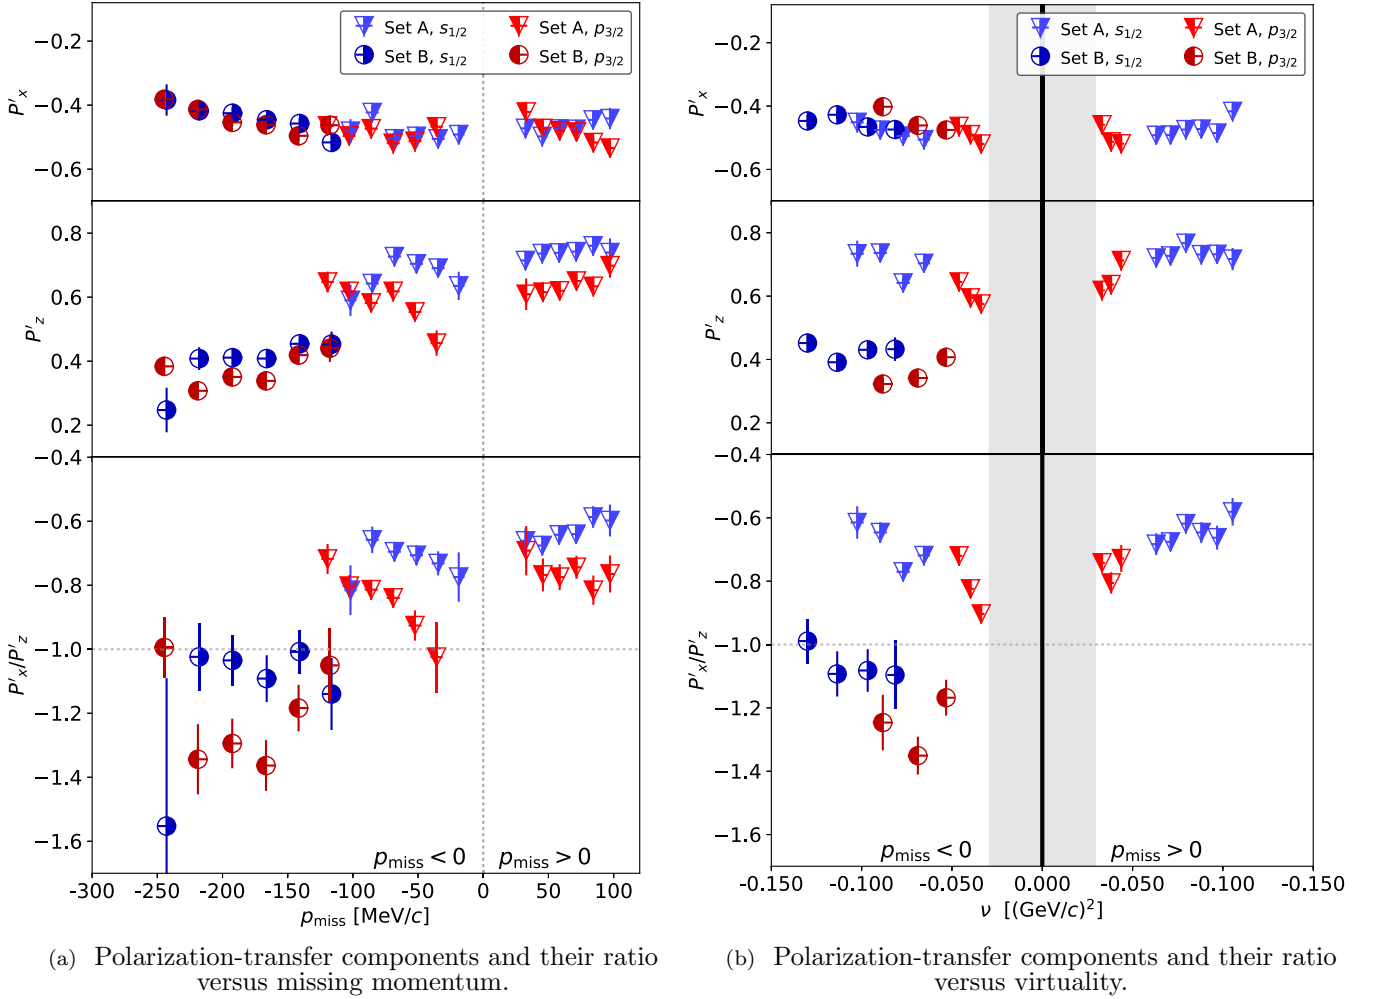 Set A, s1/2
Set A, p3/2
Set B, s1/2
Set B, p3/2
−0.2
−0.4
−0.6
P′x
0.8
0.6
0.4
0.2
P′z
−0.4
−0.6
−0.8
−1.0
−1.2
−1.4
−1.6
P′x/P′z
pmiss < 0
pmiss > 0
-300 -250 -200 -150 -100 -50 0 50 100
pmiss [MeV/c]
(a) Polarization-transfer components and their ratio
versus missing momentum.
Set A, s1/2
Set A, p3/2
Set B, s1/2
Set B, p3/2
−0.2
−0.4
−0.6
P′x
0.8
0.6
0.4
0.2
P′z
−0.4
−0.6
−0.8
−1.0
−1.2
−1.4
−1.6
P′x/P′z
pmiss < 0
pmiss > 0
-0.150 -0.100 -0.050 0.000 -0.050 -0.100 -0.150
ν [(GeV/c)²]
(b) Polarization-transfer components and their ratio
versus virtuality.